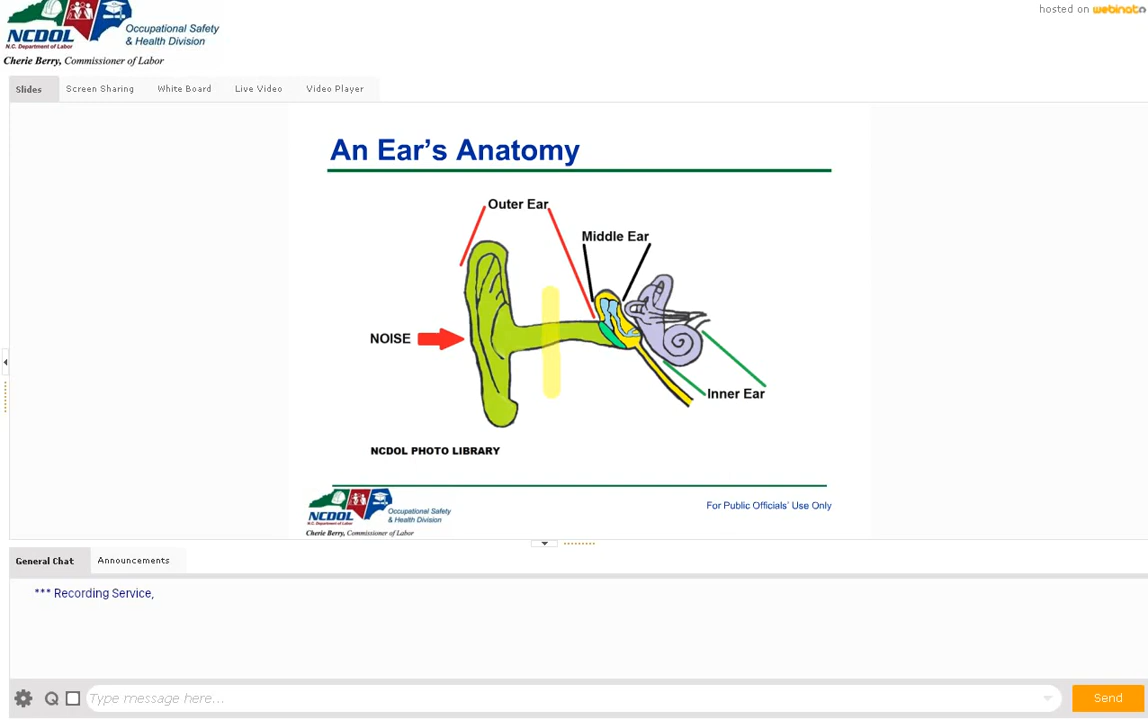 hosted on webinato
NCDOL
N.C. Department of Labor
Occupational Safety
& Health Division
Cherie Berry, Commissioner of Labor
Slides
Screen Sharing
White Board
Live Video
Video Player
An Ear's Anatomy
Outer Ear
Middle Ear
NOISE
Inner Ear
NCDOL PHOTO LIBRARY
NCDOL
N.C. Department of Labor
Occupational Safety
& Health Division
Cherie Berry, Commissioner of Labor
For Public Officials' Use Only
General Chat
Announcements
*** Recording Service,
Type message here...
Send